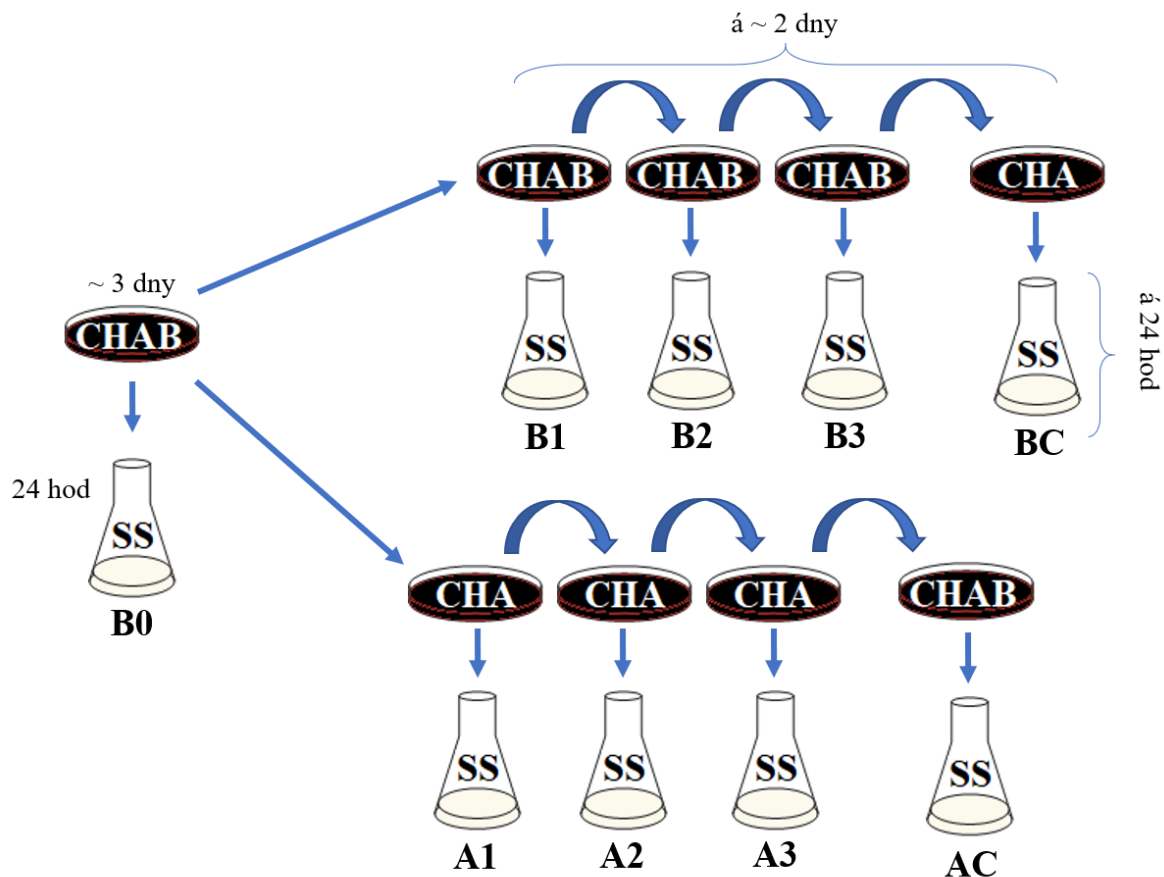 á ~ 2 dny
CHAB CHAB CHAB CHA
~ 3 dny
CHAB
SS SS SS SS
á 24 hod
B1 B2 B3 BC
24 hod
SS
B0
CHA CHA CHA CHAB
SS SS SS SS
A1 A2 A3 AC